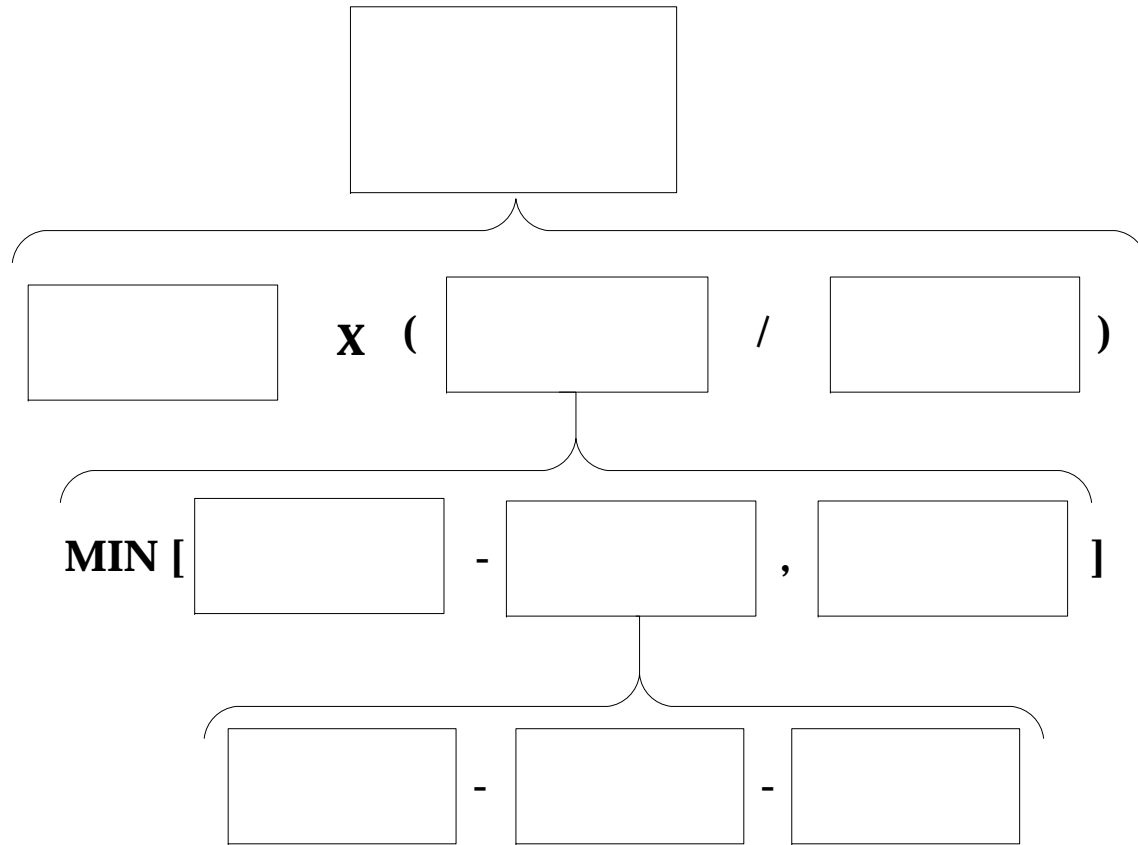 X ( / )
MIN [ - , ]
- -